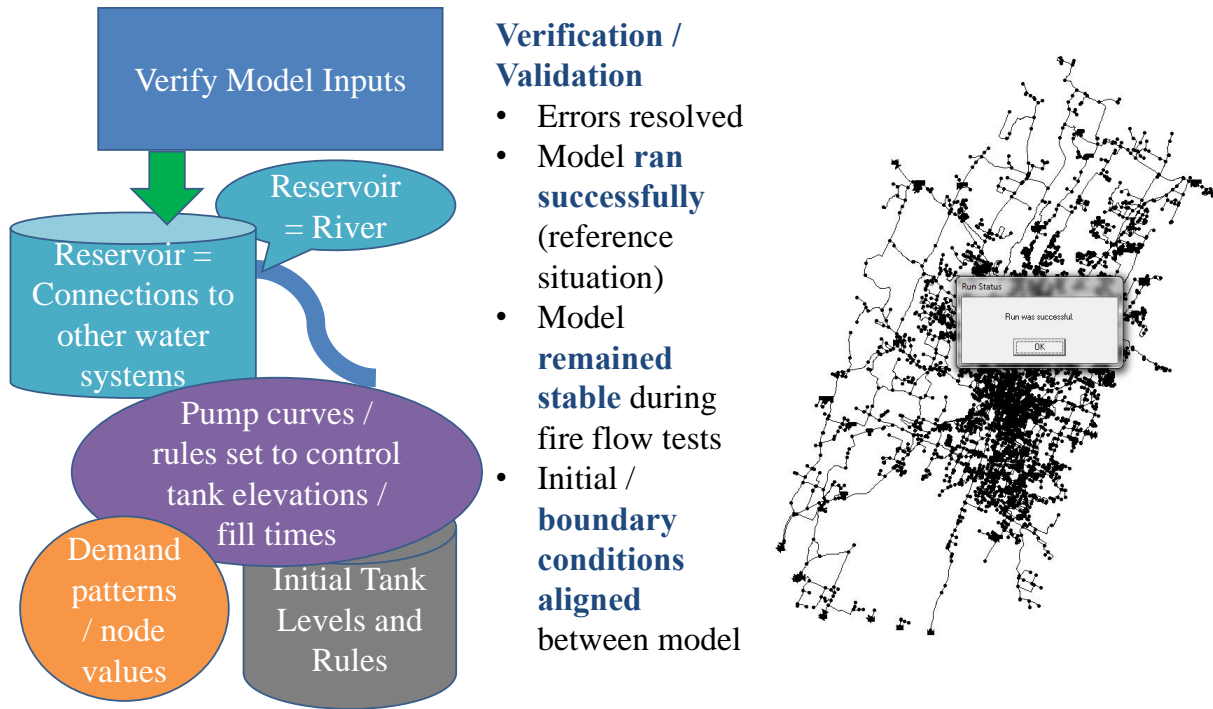 Verify Model Inputs
Reservoir
= River
Reservoir =
Connections to
other water
systems
Pump curves /
rules set to control
tank elevations /
fill times
Demand
patterns
/ node
values
Initial Tank
Levels and
Rules
Verification /
Validation
• Errors resolved
• Model ran
successfully
(reference
situation)
• Model
remained
stable during
fire flow tests
• Initial /
boundary
conditions
aligned
between model
Run Status
Run was successful.
OK